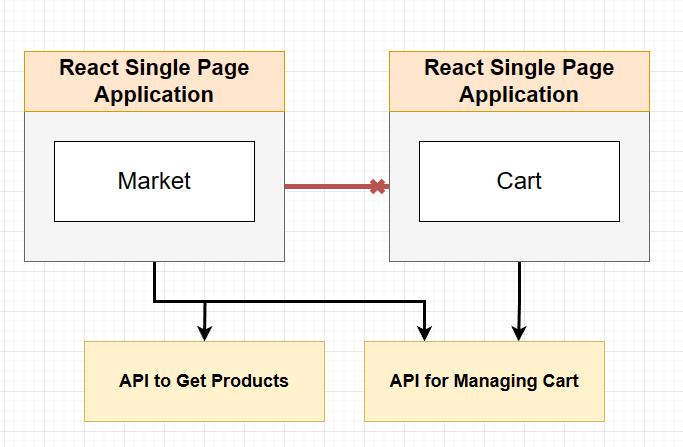 React Single Page
Application
React Single Page
Application
Market
Cart
API to Get Products
API for Managing Cart